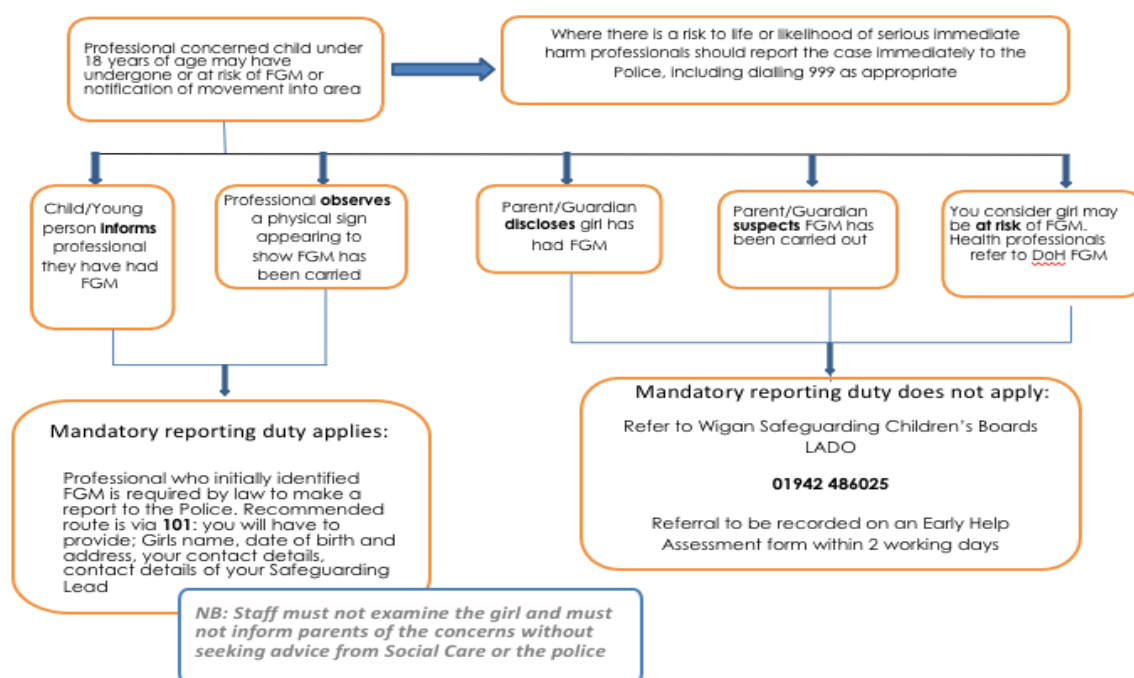 Professional concerned child under
18 years of age may have
undergone or at risk of FGM or
notification of movement into area
Where there is a risk to life or likelihood of serious immediate
harm professionals should report the case immediately to
the Police, including dialling 999 as appropriate
Child/Young
person informs
professional
they have had
FGM
Professional observes
a physical sign
appearing to
show FGM has
been carried
Parent/Guardian
discloses girl has
had FGM
Parent/Guardian
suspects FGM has
been carried out
You consider girl may
be at risk of FGM.
Health professionals
refer to DoH FGM
Mandatory reporting duty applies:
Professional who initially identified
FGM is required by law to make a
report to the Police. Recommended
route is via 101: you will have to
provide; Girls name, date of birth and
address, your contact details,
contact details of your Safeguarding
Lead
Mandatory reporting duty does not apply:
Refer to Wigan Safeguarding Children's Boards
LADO
01942 486025
Referral to be recorded on an Early Help
Assessment form within 2 working days
NB: Staff must not examine the girl and must
not inform parents of the concerns without
seeking advice from Social Care or the police